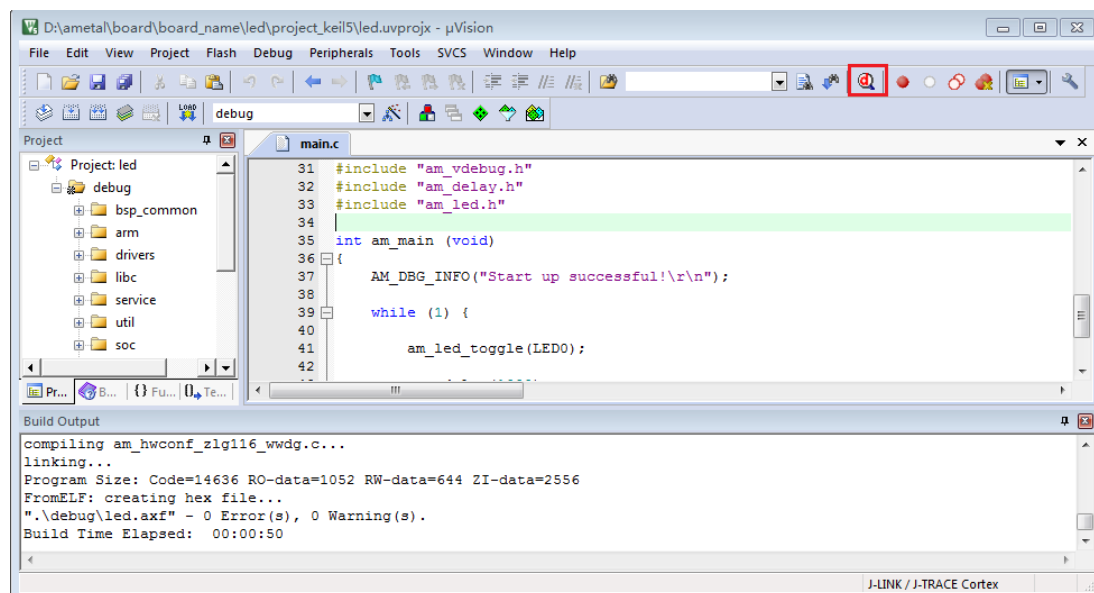 D:\ametal\board\board_name\led\project_keil5\led.uvprojx - µVision
File Edit View Project Flash Debug Peripherals Tools SVCS Window Help
LOAD debug
Project
main.c
Project: led
debug
bsp_common
arm
drivers
libc
service
util
soc
31 #include "am_vdebug.h"
32 #include "am_delay.h"
33 #include "am_led.h"
34
35 int am_main (void)
36 {
37 AM_DBG_INFO("Start up successful!\r\n");
38
39 while (1) {
40
41 am_led_toggle(LED0);
42
Pr... B... {} Fu... 0 Te...
Build Output
compiling am_hwconf_zlg116_wwdg.c...
linking...
Program Size: Code=14636 RO-data=1052 RW-data=644 ZI-data=2556
FromELF: creating hex file...
".\debug\led.axf" - 0 Error(s), 0 Warning(s).
Build Time Elapsed: 00:00:50
J-LINK / J-TRACE Cortex